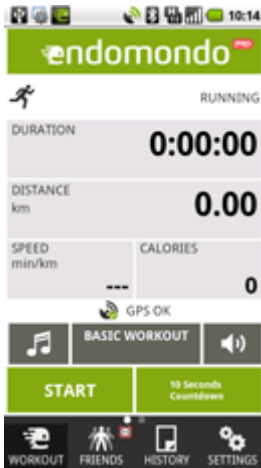 10:14
endomondo PRO
RUNNING
DURATION
0:00:00
DISTANCE
km
0.00
SPEED
min/km
---
CALORIES
0
GPS OK
BASIC WORKOUT
START
10 Seconds
Countdown
WORKOUT FRIENDS HISTORY SETTINGS